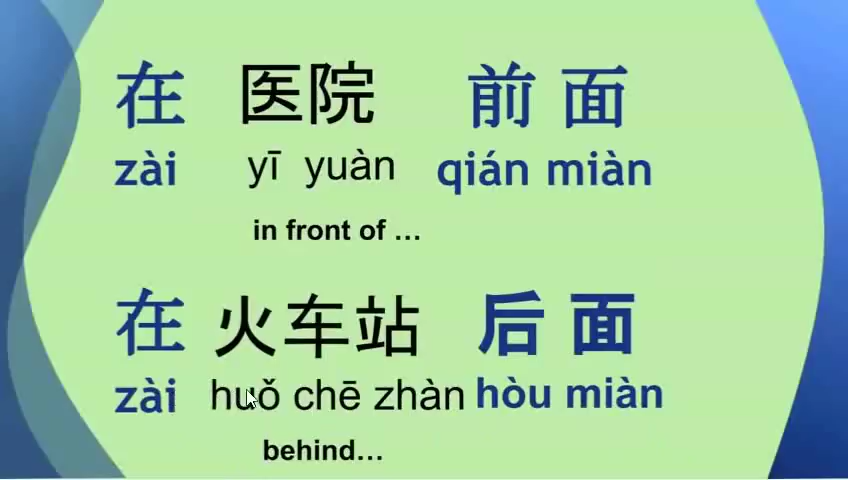 在 医院 前 面
zài yī yuàn qián miàn
in front of …
在 火车站 后 面
zài huǒ chē zhàn hòu miàn
behind…